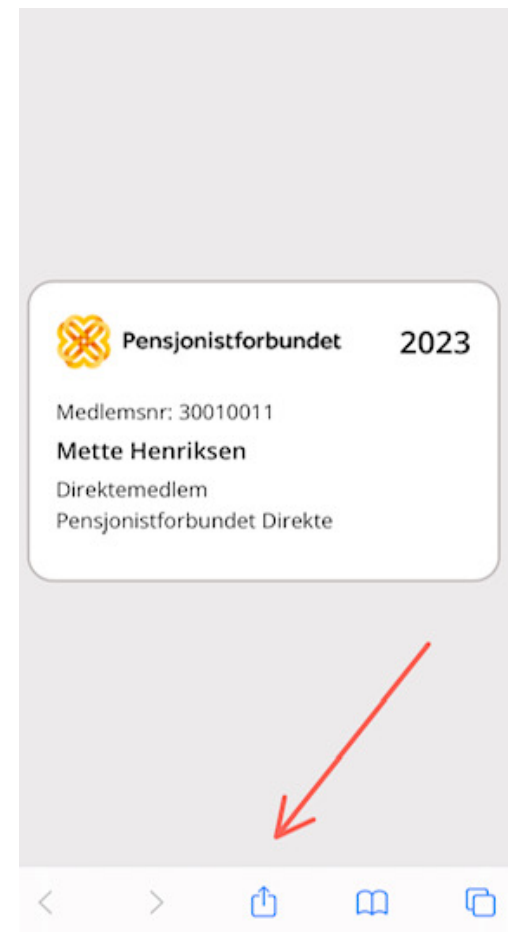 Pensjonistforbundet 2023
Medlemsnr: 30010011
Mette Henriksen
Direktemedlem
Pensjonistforbundet Direkte